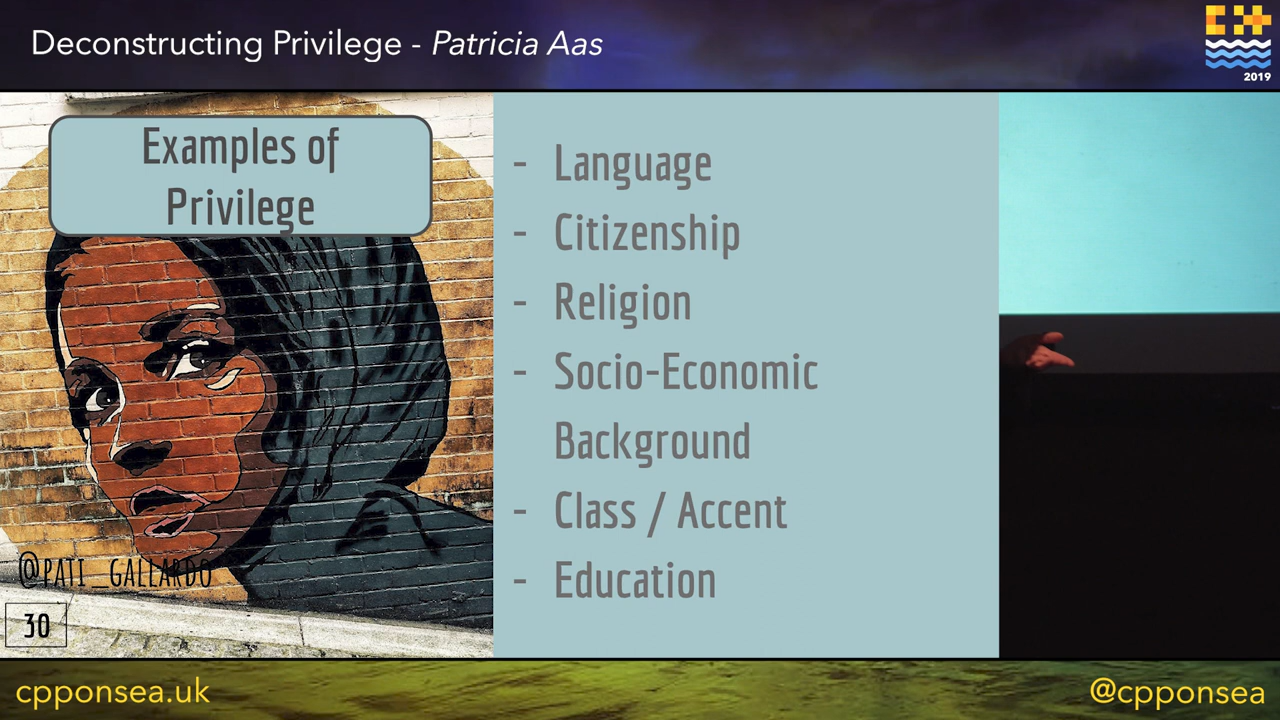 Deconstructing Privilege - Patricia Aas
2019
Examples of
Privilege
- Language
- Citizenship
- Religion
- Socio-Economic
Background
- Class / Accent
- Education
@PATI_GALLARDO
30
cpponsea.uk
@cpponsea